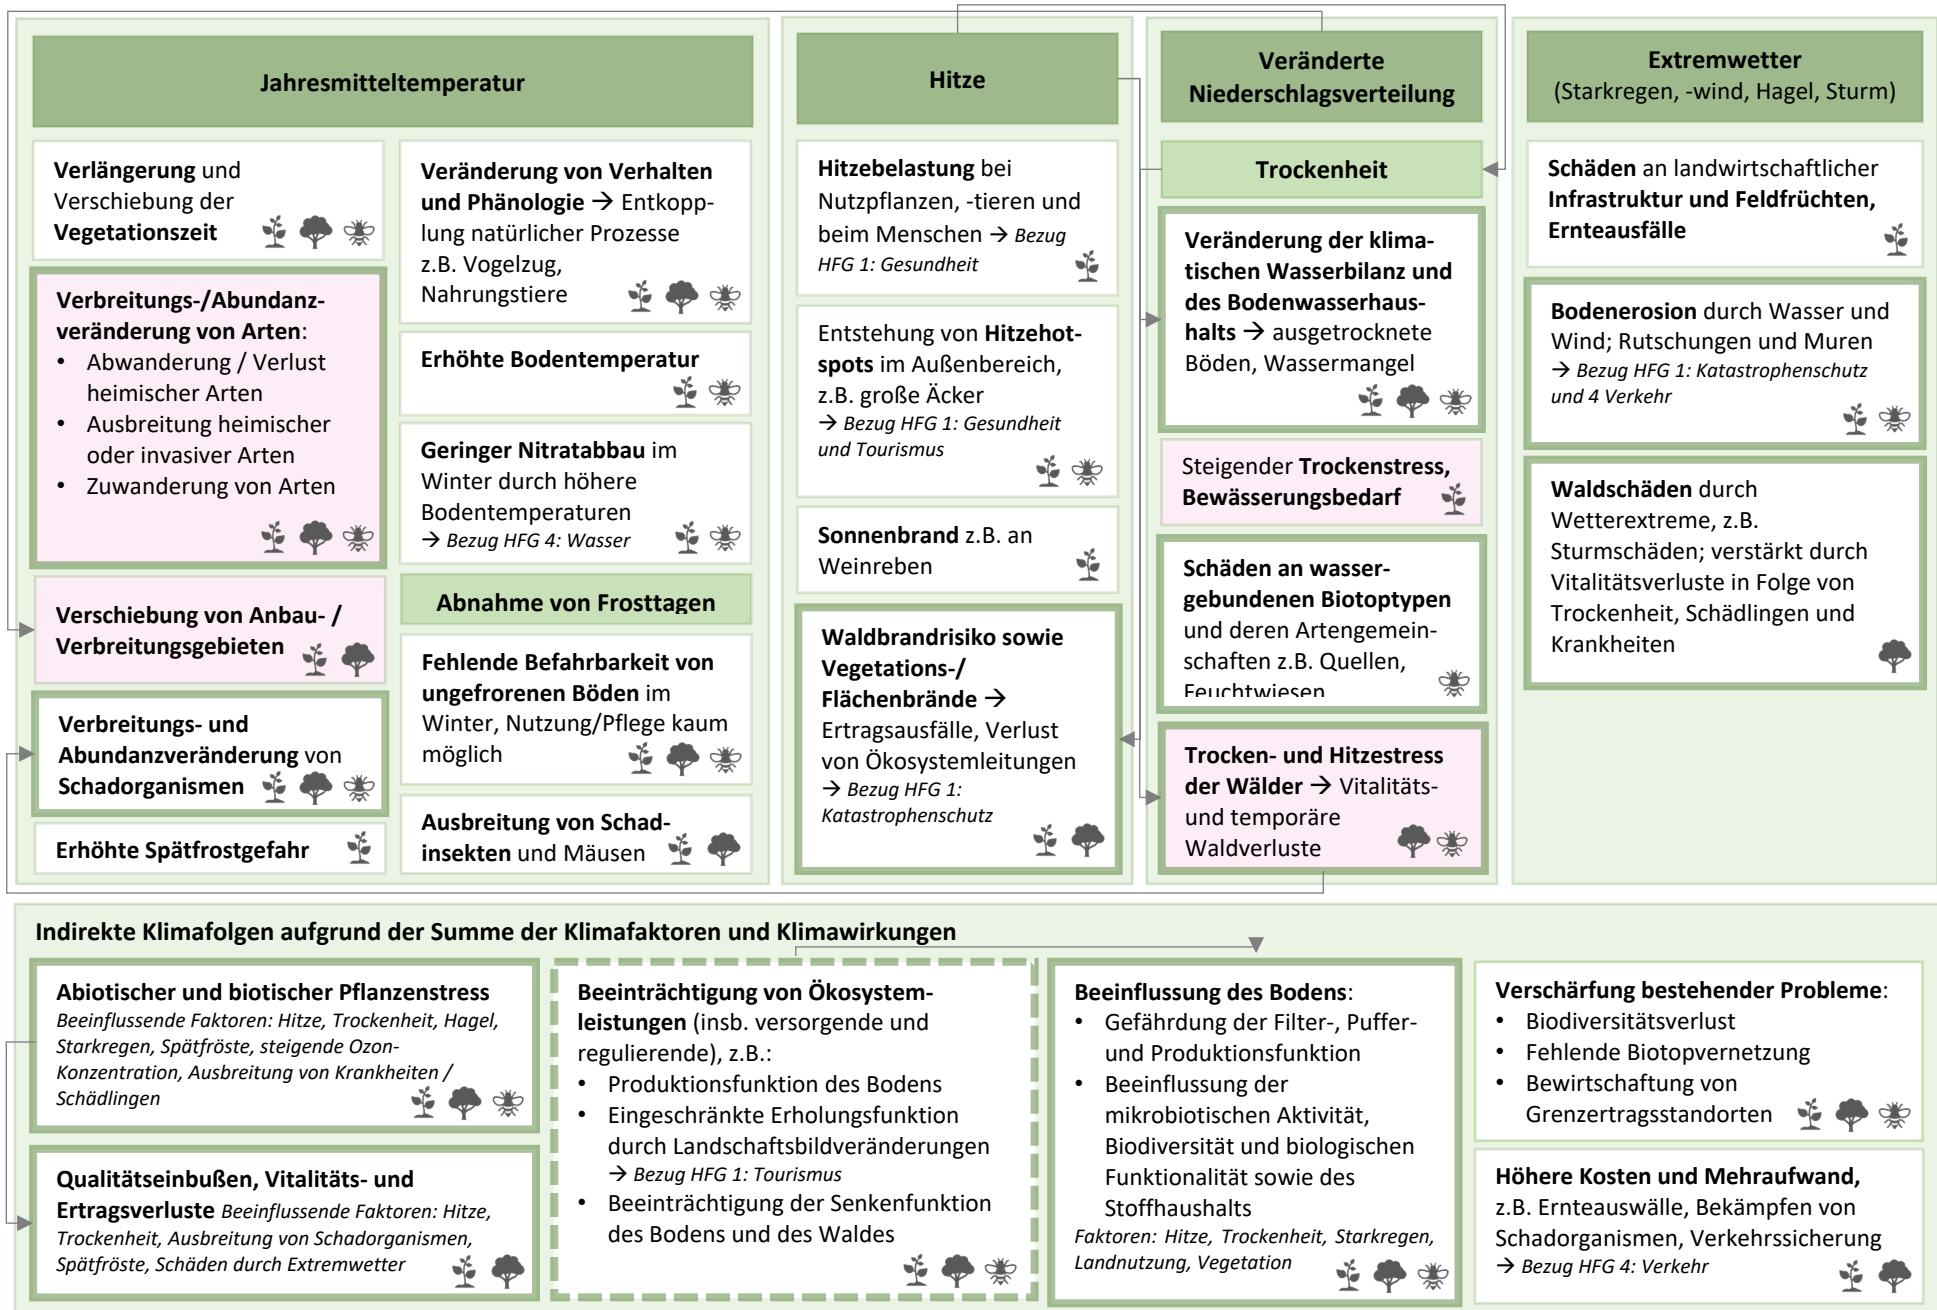 Jahresmitteltemperatur
Verlängerung und
Verschiebung der
Vegetationszeit
Verbreitungs-/Abundanz-
veränderung von Arten:
• Abwanderung / Verlust
heimischer Arten
• Ausbreitung heimischer
oder invasiver Arten
• Zuwanderung von Arten
Verschiebung von Anbau- /
Verbreitungsgebieten
Verbreitungs- und
Abundanzveränderung von
Schadorganismen
Erhöhte Spätfrostgefahr
Veränderung von Verhalten
und Phänologie → Entkopp-
lung natürlicher Prozesse
z.B. Vogelzug,
Nahrungstiere
Erhöhte Bodentemperatur
Geringer Nitratabbau im
Winter durch höhere
Bodentemperaturen
→ Bezug HFG 4: Wasser
Abnahme von Frosttagen
Fehlende Befahrbarkeit von
ungefrorenen Böden im
Winter, Nutzung/Pflege kaum
möglich
Ausbreitung von Schad-
insekten und Mäusen
Hitze
Hitzebelastung bei
Nutzpflanzen, -tieren und
beim Menschen → Bezug
HFG 1: Gesundheit
Entstehung von Hitzehot-
spots im Außenbereich,
z.B. große Äcker
→ Bezug HFG 1: Gesundheit
und Tourismus
Sonnenbrand z.B. an
Weinreben
Waldbrandrisiko sowie
Vegetations-/
Flächenbrände →
Ertragsausfälle, Verlust
von Ökosystemleitungen
→ Bezug HFG 1:
Katastrophenschutz
Veränderte
Niederschlagsverteilung
Trockenheit
Veränderung der klima-
tischen Wasserbilanz und
des Bodenwasserhaus-
halts → ausgetrocknete
Böden, Wassermangel
Steigender Trockenstress,
Bewässerungsbedarf
Schäden an wasser-
gebundenen Biotoptypen
und deren Artengemein-
schaften z.B. Quellen,
Feuchtwiesen
Trocken- und Hitzestress
der Wälder → Vitalitäts-
und temporäre
Waldverluste
Extremwetter
(Starkregen, -wind, Hagel, Sturm)
Schäden an landwirtschaftlicher
Infrastruktur und Feldfrüchten,
Ernteausfälle
Bodenerosion durch Wasser und
Wind; Rutschungen und Muren
→ Bezug HFG 1: Katastrophenschutz
und 4 Verkehr
Waldschäden durch
Wetterextreme, z.B.
Sturmschäden; verstärkt durch
Vitalitätsverluste in Folge von
Trockenheit, Schädlingen und
Krankheiten
Indirekte Klimafolgen aufgrund der Summe der Klimafaktoren und Klimawirkungen
Abiotischer und biotischer Pflanzenstress
Beeinflussende Faktoren: Hitze, Trockenheit, Hagel,
Starkregen, Spätfröste, steigende Ozon-
Konzentration, Ausbreitung von Krankheiten /
Schädlingen
Qualitätseinbußen, Vitalitäts- und
Ertragsverluste Beeinflussende Faktoren: Hitze,
Trockenheit, Ausbreitung von Schadorganismen,
Spätfröste, Schäden durch Extremwetter
Beeinträchtigung von Ökosystem-
leistungen (insb. versorgende und
regulierende), z.B.:
• Produktionsfunktion des Bodens
• Eingeschränkte Erholungsfunktion
durch Landschaftsbildveränderungen
→ Bezug HFG 1: Tourismus
• Beeinträchtigung der Senkenfunktion
des Bodens und des Waldes
Beeinflussung des Bodens:
• Gefährdung der Filter-, Puffer-
und Produktionsfunktion
• Beeinflussung der
mikrobiotischen Aktivität,
Biodiversität und biologischen
Funktionalität sowie des
Stoffhaushalts
Faktoren: Hitze, Trockenheit, Starkregen,
Landnutzung, Vegetation
Verschärfung bestehender Probleme:
• Biodiversitätsverlust
• Fehlende Biotopvernetzung
• Bewirtschaftung von
Grenzertragsstandorten
Höhere Kosten und Mehraufwand,
z.B. Ernteauswälle, Bekämpfen von
Schadorganismen, Verkehrssicherung
→ Bezug HFG 4: Verkehr